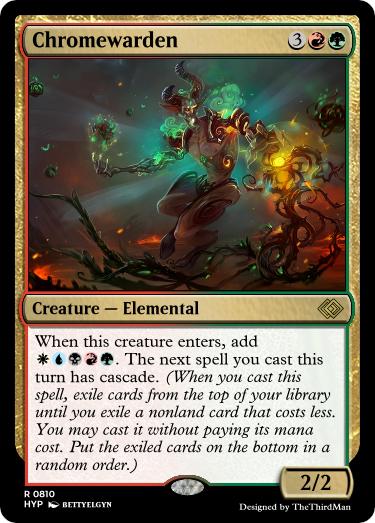 Chromewarden 3
Creature — Elemental
When this creature enters, add
. The next spell you cast this
turn has cascade. (When you cast this
spell, exile cards from the top of your library
until you exile a nonland card that costs less.
You may cast it without paying its mana
cost. Put the exiled cards on the bottom in a
random order.)
2/2
R 0810
HYP BETTYELGYN
Designed by TheThirdMan